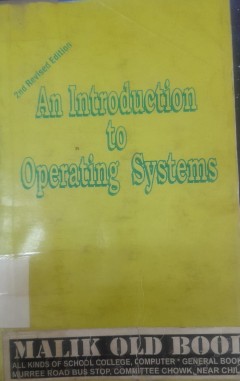 2nd Revised Edition
An Introduction
to
Operating Systems
MALIK OLD BOOK
ALL KINDS OF SCHOOL COLLEGE, COMPUTER * GENERAL BOOK
MURREE ROAD BUS STOP, COMMITTEE CHOWK, NEAR CHI